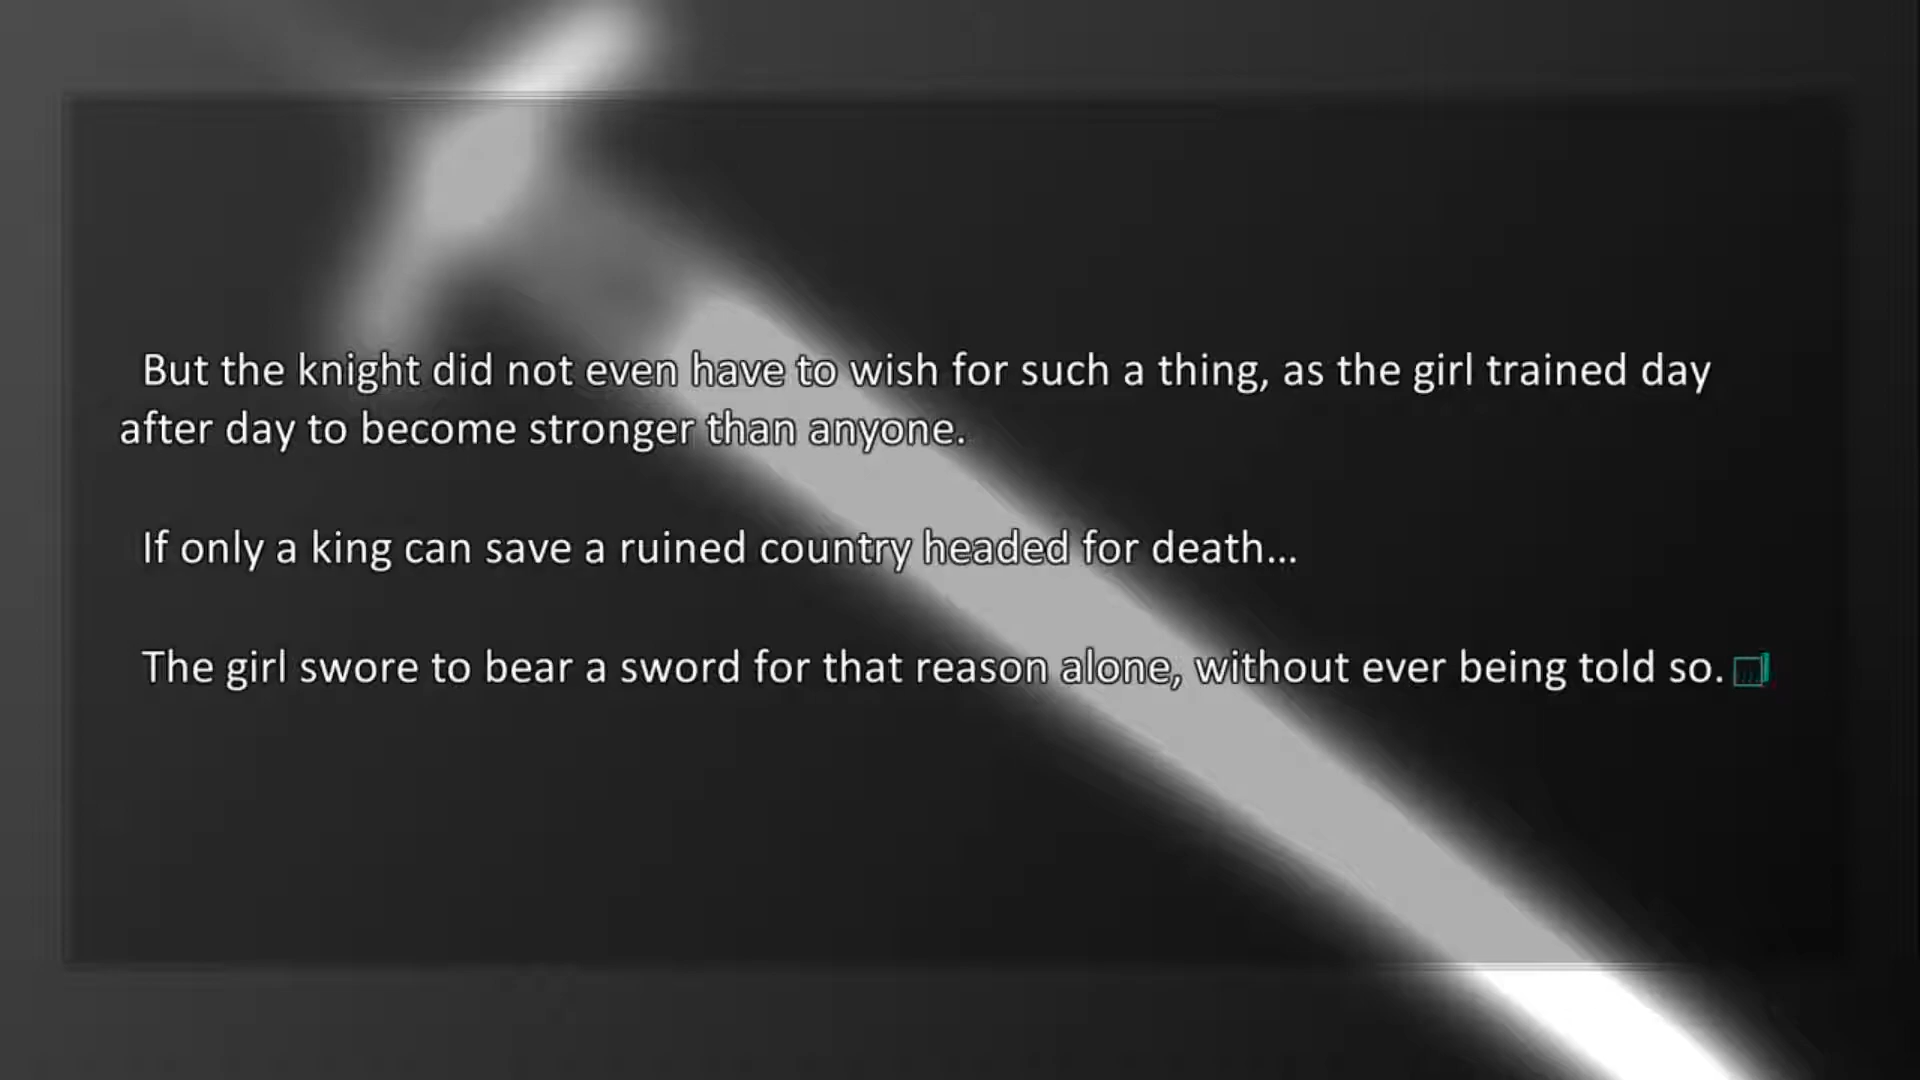 But the knight did not even have to wish for such a thing, as the girl trained day
after day to become stronger than anyone.
If only a king can save a ruined country headed for death...
The girl swore to bear a sword for that reason alone, without ever being told so.